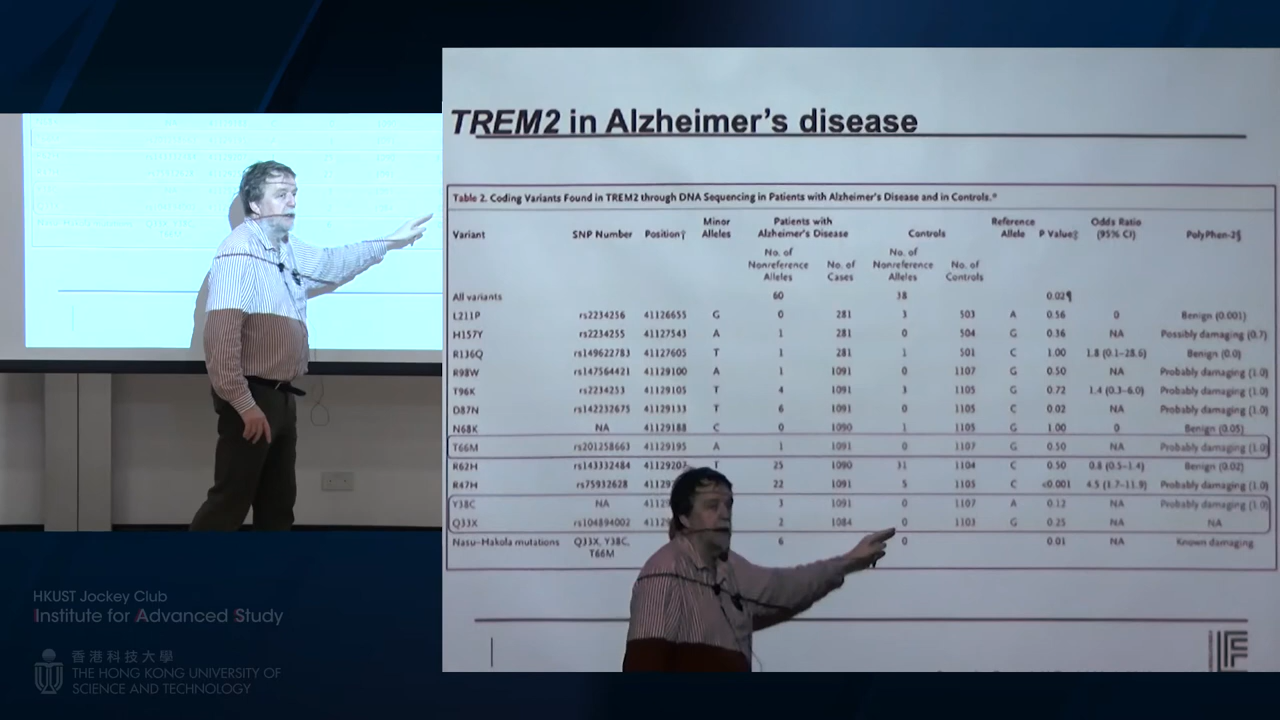 TREM2 in Alzheimer's disease
Table 2. Coding Variants Found in TREM2 through DNA Sequencing in Patients with Alzheimer's Disease and in Controls.*
Variant SNP Number Position† Minor Alleles Patients with Alzheimer's Disease Controls Reference Allele P Value‡ Odds Ratio (95% CI) PolyPhen-2§
No. of Nonreference Alleles No. of Cases No. of Nonreference Alleles No. of Controls
All variants 60 38 0.02¶
L211P rs2234256 41126655 G 0 281 3 503 A 0.56 0 Benign (0.001)
H157Y rs2234255 41127543 A 1 281 0 504 G 0.36 NA Possibly damaging (0.7)
R136Q rs149622783 41127605 T 1 281 1 501 C 1.00 1.8 (0.1–28.6) Benign (0.0)
R98W rs147564421 41129100 A 1 1091 0 1107 G 0.50 NA Probably damaging (1.0)
T96K rs2234253 41129105 T 4 1091 3 1105 G 0.72 1.4 (0.3–6.0) Probably damaging (1.0)
D87N rs142232675 41129133 T 6 1091 0 1105 C 0.02 NA Probably damaging (1.0)
N68K NA 41129188 C 0 1090 1 1105 G 1.00 0 Benign (0.05)
T66M rs201258663 41129195 A 1 1091 0 1107 G 0.50 NA Probably damaging (1.0)
R62H rs143332484 41129207 T 25 1090 31 1104 C 0.50 0.8 (0.5–1.4) Benign (0.02)
R47H rs75932628 4112 22 1091 5 1105 C <0.001 4.5 (1.7–11.9) Probably damaging (1.0)
Y38C NA 4112 3 1091 0 1107 A 0.12 NA Probably damaging (1.0)
Q33X rs104894002 4112 2 1084 0 1103 G 0.25 NA NA
Nasu–Hakola mutations Q33X, Y38C, T66M 6 0 0.01 NA Known damaging
HKUST Jockey Club
Institute for Advanced Study
香港科技大學
THE HONG KONG UNIVERSITY OF
SCIENCE AND TECHNOLOGY